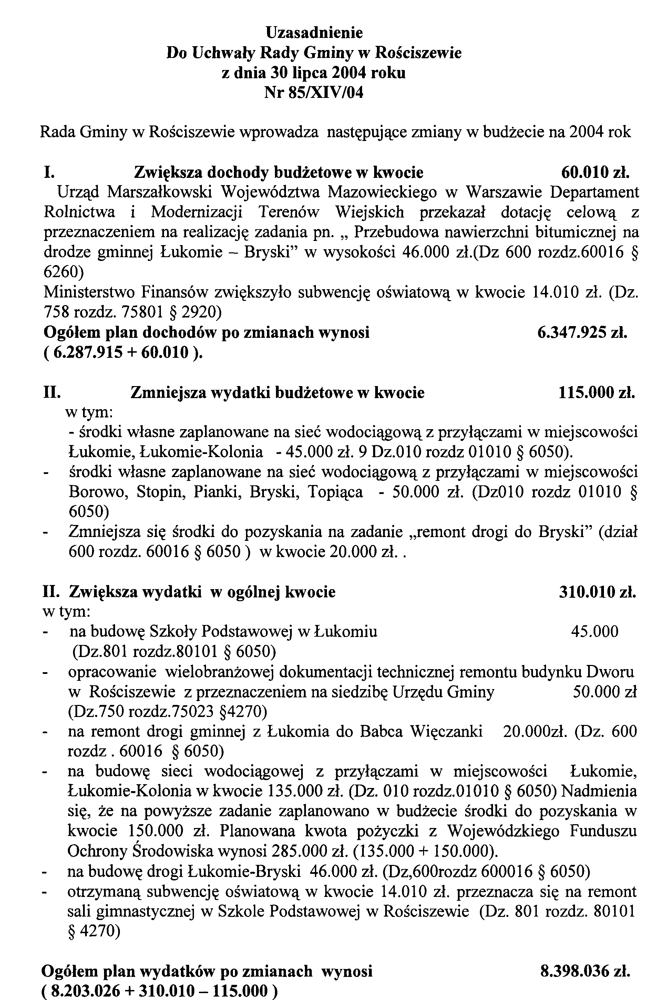 Uzasadnienie
Do Uchwały Rady Gminy w Rościszewie
z dnia 30 lipca 2004 roku
Nr 85/XIV/04
Rada Gminy w Rościszewie wprowadza następujące zmiany w budżecie na 2004 rok
I. Zwiększa dochody budżetowe w kwocie 60.010 zł.
Urząd Marszałkowski Województwa Mazowieckiego w Warszawie Departament
Rolnictwa i Modernizacji Terenów Wiejskich przekazał dotację celową z
przeznaczeniem na realizację zadania pn. „ Przebudowa nawierzchni bitumicznej na
drodze gminnej Łukomie – Bryski” w wysokości 46.000 zł.(Dz 600 rozdz.60016 §
6260)
Ministerstwo Finansów zwiększyło subwencję oświatową w kwocie 14.010 zł. (Dz.
758 rozdz. 75801 § 2920)
Ogółem plan dochodów po zmianach wynosi 6.347.925 zł.
( 6.287.915 + 60.010 ).
II. Zmniejsza wydatki budżetowe w kwocie 115.000 zł.
w tym:
- środki własne zaplanowane na sieć wodociągową z przyłączami w miejscowości
Łukomie, Łukomie-Kolonia - 45.000 zł. 9 Dz.010 rozdz 01010 § 6050).
- środki własne zaplanowane na sieć wodociągową z przyłączami w miejscowości
Borowo, Stopin, Pianki, Bryski, Topiąca - 50.000 zł. (Dz010 rozdz 01010 §
6050)
- Zmniejsza się środki do pozyskania na zadanie „remont drogi do Bryski” (dział
600 rozdz. 60016 § 6050 ) w kwocie 20.000 zł. .
II. Zwiększa wydatki w ogólnej kwocie 310.010 zł.
w tym:
- na budowę Szkoły Podstawowej w Łukomiu 45.000
(Dz.801 rozdz.80101 § 6050)
- opracowanie wielobranżowej dokumentacji technicznej remontu budynku Dworu
w Rościszewie z przeznaczeniem na siedzibę Urzędu Gminy 50.000 zł
(Dz.750 rozdz.75023 §4270)
- na remont drogi gminnej z Łukomia do Babca Więczanki 20.000zł. (Dz. 600
rozdz . 60016 § 6050)
- na budowę sieci wodociągowej z przyłączami w miejscowości Łukomie,
Łukomie-Kolonia w kwocie 135.000 zł. (Dz. 010 rozdz.01010 § 6050) Nadmienia
się, że na powyższe zadanie zaplanowano w budżecie środki do pozyskania w
kwocie 150.000 zł. Planowana kwota pożyczki z Wojewódzkiego Funduszu
Ochrony Środowiska wynosi 285.000 zł. (135.000 + 150.000).
- na budowę drogi Łukomie-Bryski 46.000 zł. (Dz,600rozdz 600016 § 6050)
- otrzymaną subwencję oświatową w kwocie 14.010 zł. przeznacza się na remont
sali gimnastycznej w Szkole Podstawowej w Rościszewie (Dz. 801 rozdz. 80101
§ 4270)
Ogółem plan wydatków po zmianach wynosi 8.398.036 zł.
( 8.203.026 + 310.010 – 115.000 )